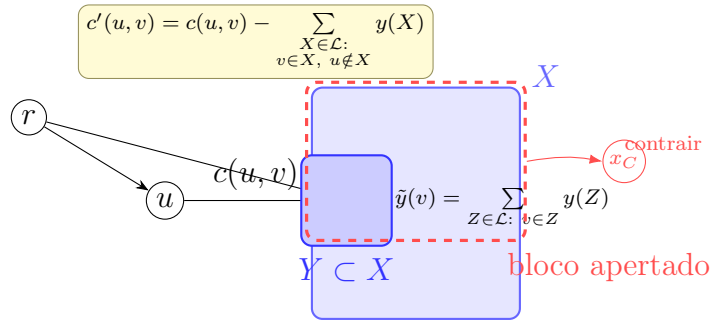 c′(u, v) = c(u, v) − ∑ y(X)
X∈ℒ:
v∈X, u∉X
X
r
contrair
x_C
c(u, v)
u
ỹ(v) = ∑ y(Z)
Z∈ℒ: v∈Z
Y ⊂ X
bloco apertado